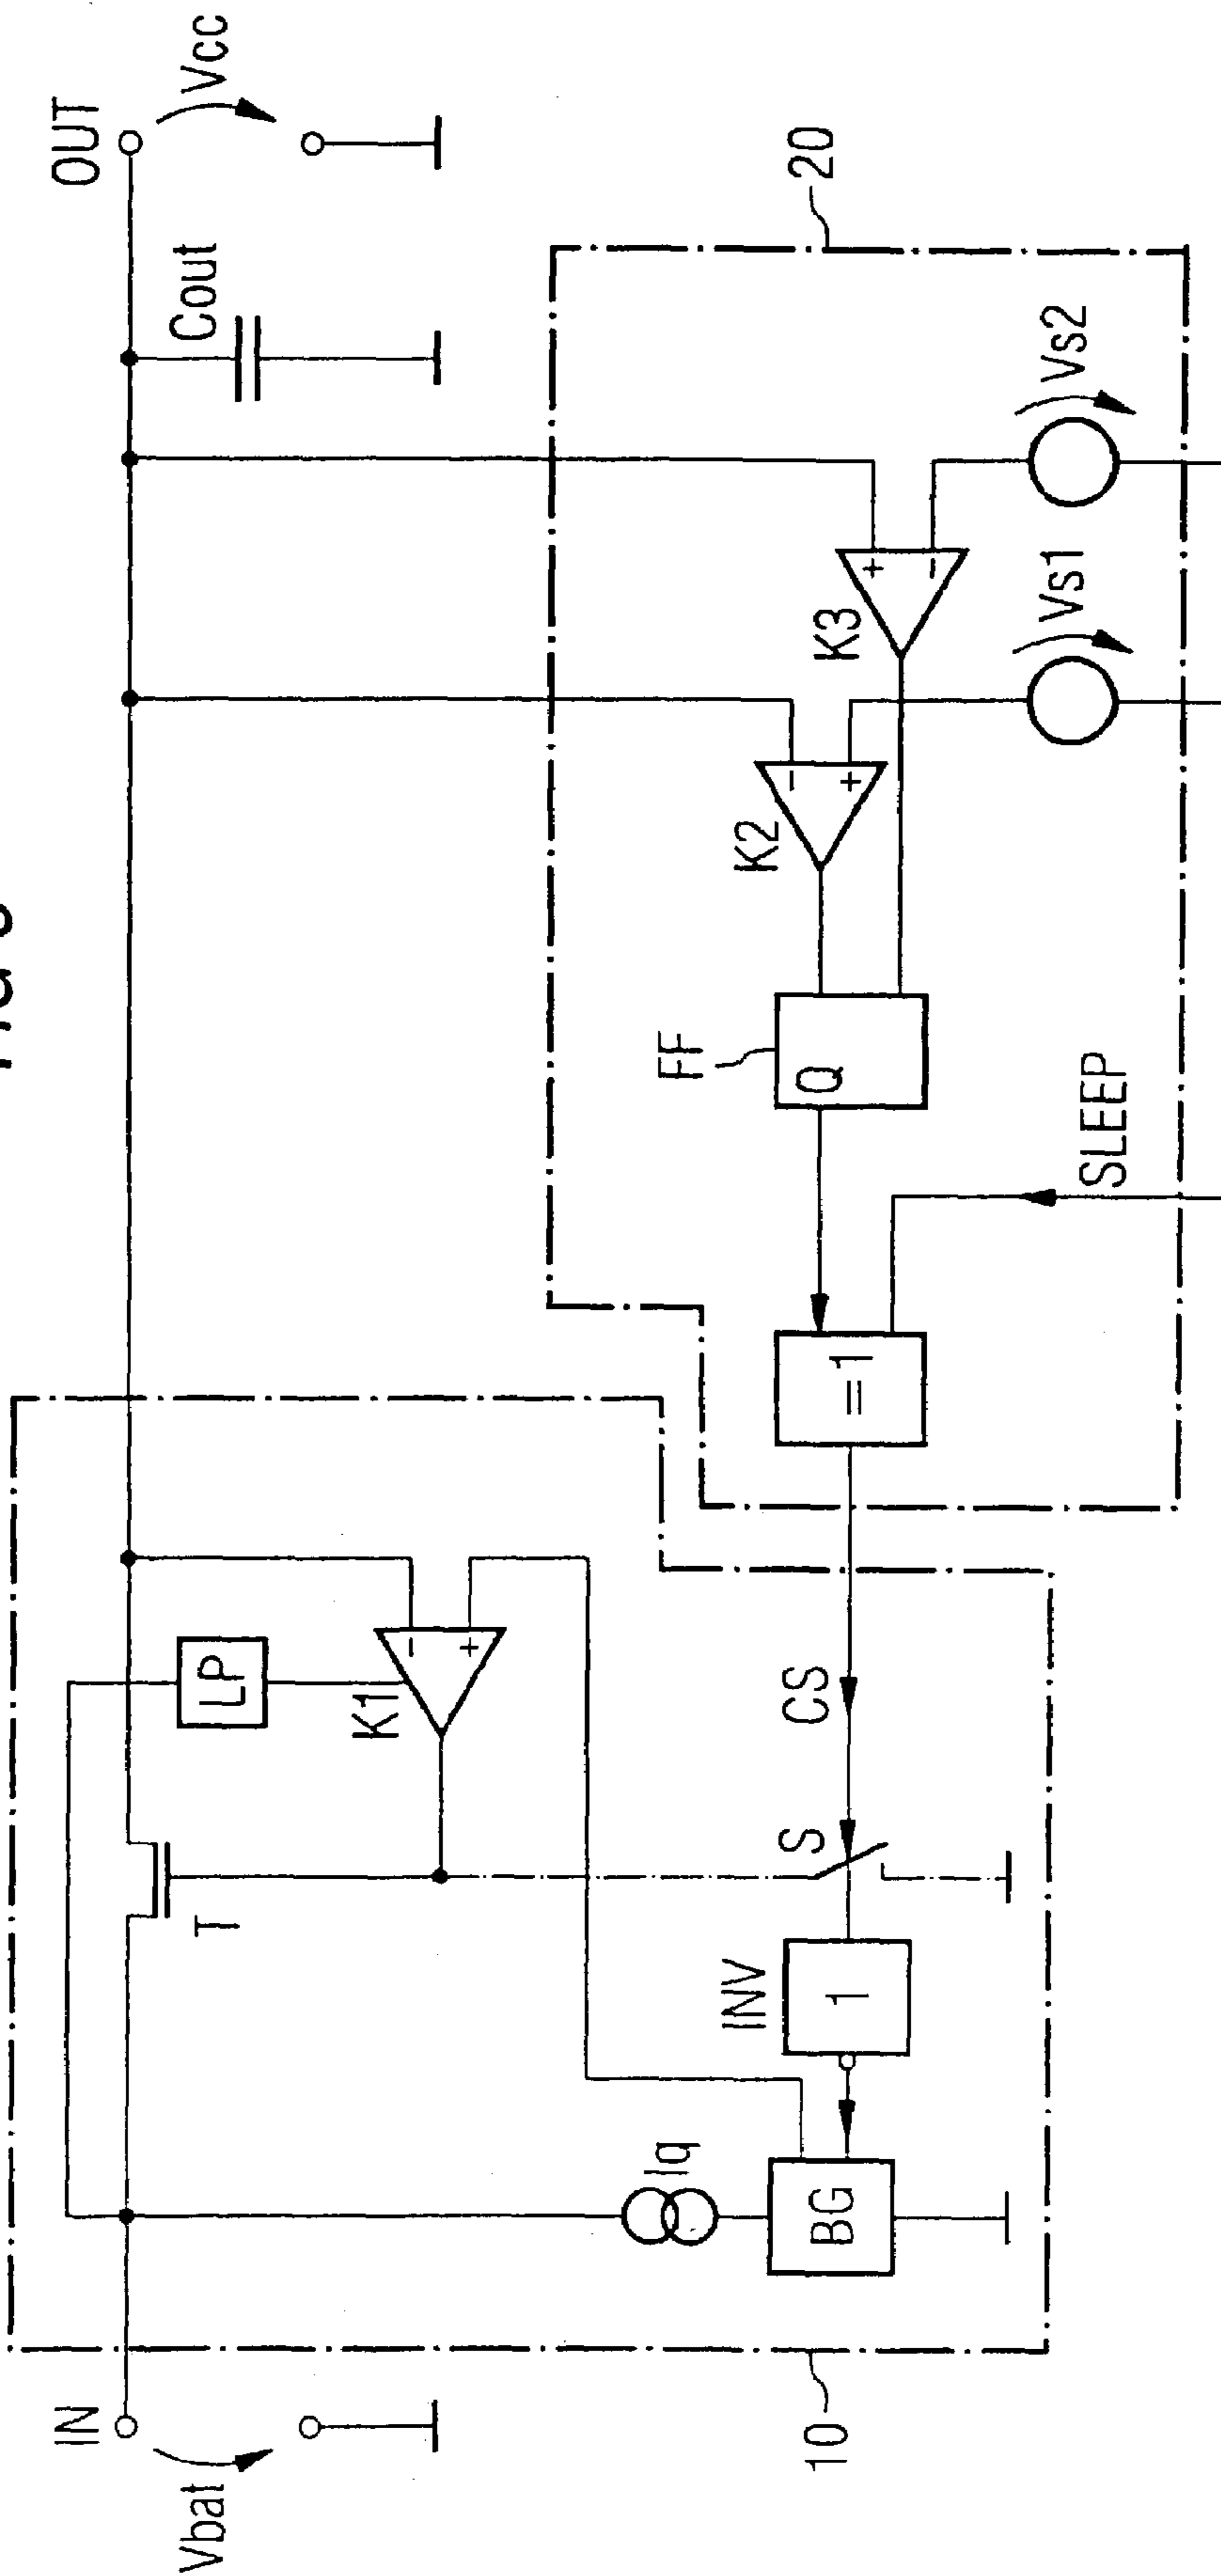 IN
Vbat
10
T
LP
K1
-
+
Iq
BG
INV
1
S
CS
=1
SLEEP
FF
Q
K2
-
+
K3
+
-
Vs1
Vs2
20
Cout
OUT
Vcc